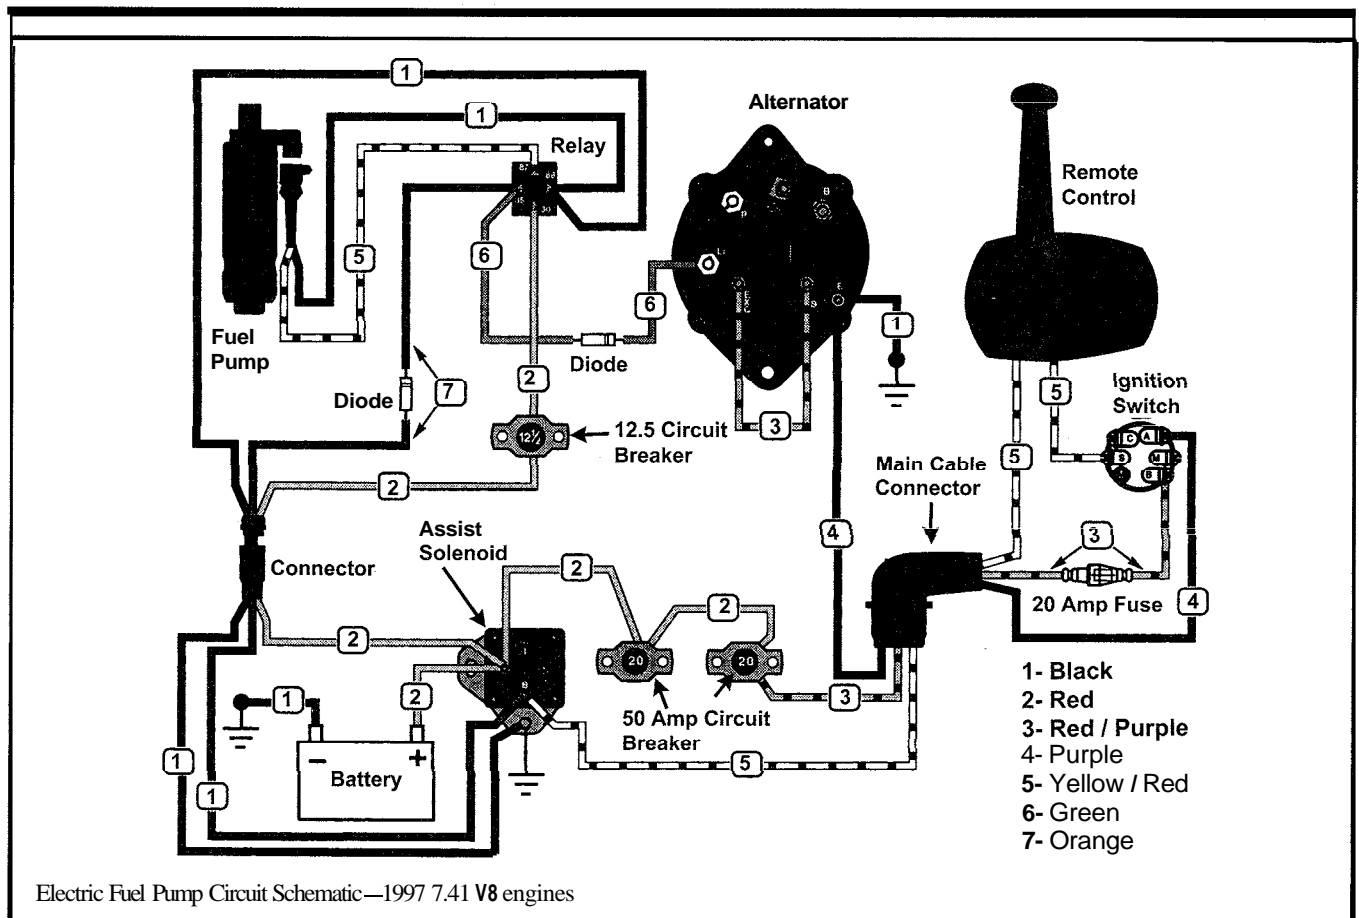 1
1
Alternator
Relay
Remote
Control
87
30
6
5
6
1
Fuel
Pump
Diode
2
7
Diode
3
5
Ignition
Switch
C
A
S
M
B
12½
12.5 Circuit
Breaker
5
Main Cable
Connector
2
4
3
Assist
Solenoid
Connector
2
20 Amp Fuse
4
2
2
20
20
1- Black
2- Red
3- Red / Purple
4- Purple
5- Yellow / Red
6- Green
7- Orange
1
2
3
50 Amp Circuit
Breaker
1
5
- +
Battery
1
Electric Fuel Pump Circuit Schematic—1997 7.41 V8 engines